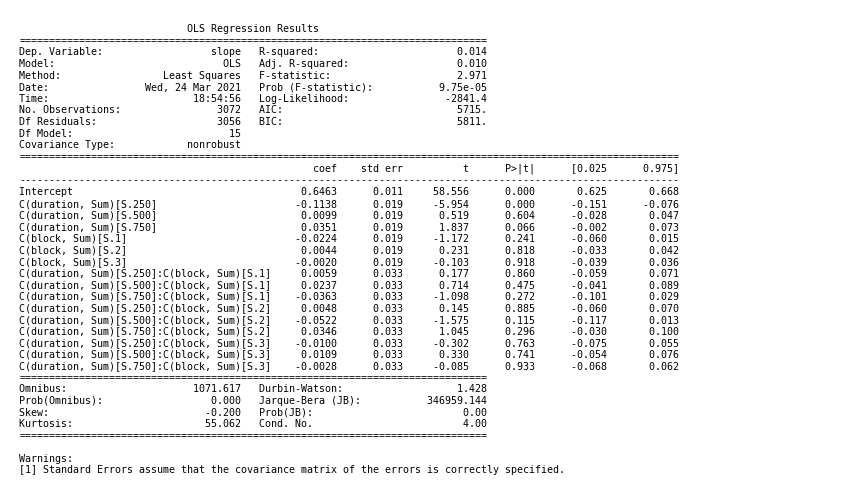 OLS Regression Results
==============================================================================
Dep. Variable:                  slope   R-squared:                       0.014
Model:                            OLS   Adj. R-squared:                  0.010
Method:                 Least Squares   F-statistic:                     2.971
Date:                Wed, 24 Mar 2021   Prob (F-statistic):           9.75e-05
Time:                        18:54:56   Log-Likelihood:                -2841.4
No. Observations:                3072   AIC:                             5715.
Df Residuals:                    3056   BIC:                             5811.
Df Model:                          15
Covariance Type:            nonrobust
==============================================================================================================
                                                 coef    std err          t      P>|t|      [0.025      0.975]
--------------------------------------------------------------------------------------------------------------
Intercept                                      0.6463      0.011     58.556      0.000       0.625       0.668
C(duration, Sum)[S.250]                       -0.1138      0.019     -5.954      0.000      -0.151      -0.076
C(duration, Sum)[S.500]                        0.0099      0.019      0.519      0.604      -0.028       0.047
C(duration, Sum)[S.750]                        0.0351      0.019      1.837      0.066      -0.002       0.073
C(block, Sum)[S.1]                            -0.0224      0.019     -1.172      0.241      -0.060       0.015
C(block, Sum)[S.2]                             0.0044      0.019      0.231      0.818      -0.033       0.042
C(block, Sum)[S.3]                            -0.0020      0.019     -0.103      0.918      -0.039       0.036
C(duration, Sum)[S.250]:C(block, Sum)[S.1]     0.0059      0.033      0.177      0.860      -0.059       0.071
C(duration, Sum)[S.500]:C(block, Sum)[S.1]     0.0237      0.033      0.714      0.475      -0.041       0.089
C(duration, Sum)[S.750]:C(block, Sum)[S.1]    -0.0363      0.033     -1.098      0.272      -0.101       0.029
C(duration, Sum)[S.250]:C(block, Sum)[S.2]     0.0048      0.033      0.145      0.885      -0.060       0.070
C(duration, Sum)[S.500]:C(block, Sum)[S.2]    -0.0522      0.033     -1.575      0.115      -0.117       0.013
C(duration, Sum)[S.750]:C(block, Sum)[S.2]     0.0346      0.033      1.045      0.296      -0.030       0.100
C(duration, Sum)[S.250]:C(block, Sum)[S.3]    -0.0100      0.033     -0.302      0.763      -0.075       0.055
C(duration, Sum)[S.500]:C(block, Sum)[S.3]     0.0109      0.033      0.330      0.741      -0.054       0.076
C(duration, Sum)[S.750]:C(block, Sum)[S.3]    -0.0028      0.033     -0.085      0.933      -0.068       0.062
==============================================================================
Omnibus:                     1071.617   Durbin-Watson:                   1.428
Prob(Omnibus):                  0.000   Jarque-Bera (JB):           346959.144
Skew:                          -0.200   Prob(JB):                         0.00
Kurtosis:                      55.062   Cond. No.                         4.00
==============================================================================

Warnings:
[1] Standard Errors assume that the covariance matrix of the errors is correctly specified.